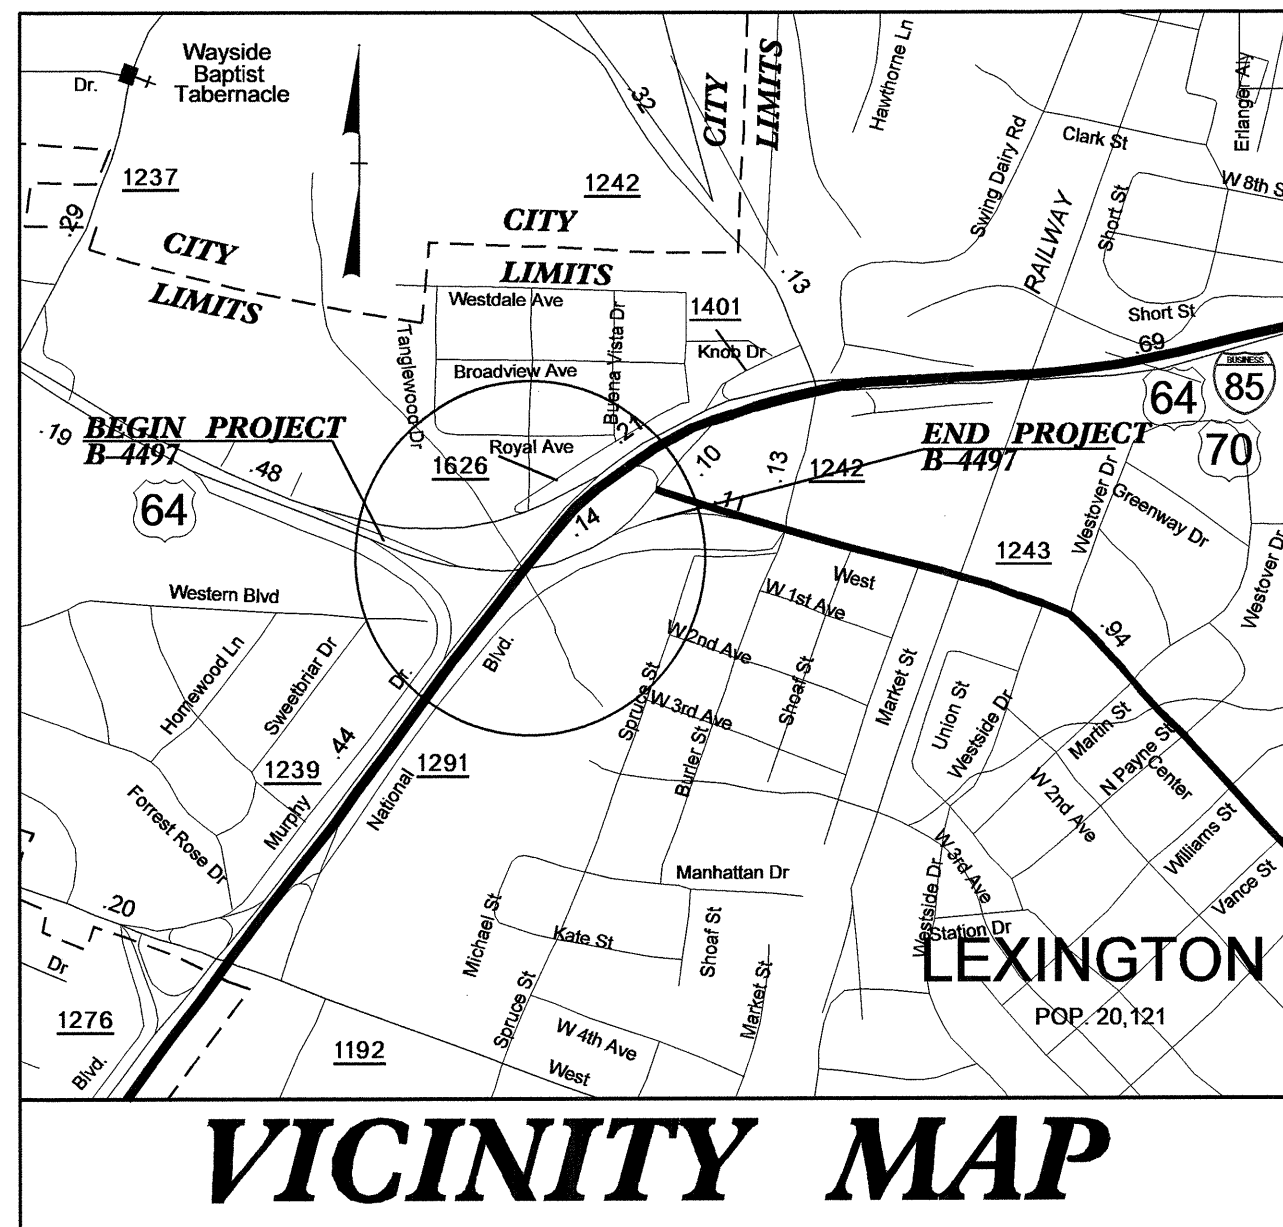 Wayside
Baptist
Tabernacle
Dr.
1237
.29
CITY
LIMITS
1242
CITY
LIMITS
CITY
LIMITS
.32
.13
Hawthorne Ln
Swing Dairy Rd
RAILWAY
Clark St
Short St
Erlanger Aly
W 8th S
Short St
.69
BUSINESS
85
64
70
Westdale Ave
1401
Knob Dr
Tanglewood Dr
Broadview Ave
Buena Vista Dr
Royal Ave
.21
1626
.19
BEGIN PROJECT
B-4497
.48
64
.14
.10
.13
1242
END PROJECT
B-4497
.11
Westover Dr
Greenway Dr
Westover Dr
1243
.94
West
W 1st Ave
W 2nd Ave
W 3rd Ave
Spruce St
Shoaf St
Market St
Burler St
Western Blvd
Homewood Ln
Sweetbriar Dr
Dr.
Blvd.
.44
1239
Murphy
National
1291
Forrest Rose Dr
Union St
Westside Dr
Martin St
N Payne St
Center
W 2nd Ave
Williams St
Vance St
W 3rd Ave
Westside Dr
Station Dr
Manhattan Dr
Michael St
Kate St
Shoaf St
Market St
Spruce St
W 4th Ave
West
.20
Dr
1276
Blvd.
1192
LEXINGTON
POP. 20,121
VICINITY MAP